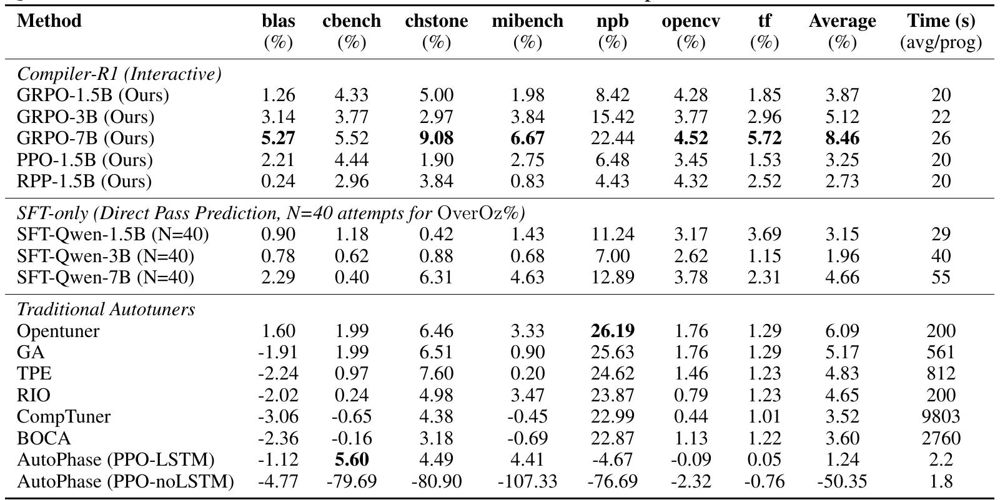 Method blas cbench chstone mibench npb opencv tf Average Time (s)
(%) (%) (%) (%) (%) (%) (%) (%) (avg/prog)
Compiler-R1 (Interactive)
GRPO-1.5B (Ours) 1.26 4.33 5.00 1.98 8.42 4.28 1.85 3.87 20
GRPO-3B (Ours) 3.14 3.77 2.97 3.84 15.42 3.77 2.96 5.12 22
GRPO-7B (Ours) 5.27 5.52 9.08 6.67 22.44 4.52 5.72 8.46 26
PPO-1.5B (Ours) 2.21 4.44 1.90 2.75 6.48 3.45 1.53 3.25 20
RPP-1.5B (Ours) 0.24 2.96 3.84 0.83 4.43 4.32 2.52 2.73 20
SFT-only (Direct Pass Prediction, N=40 attempts for OverOz%)
SFT-Qwen-1.5B (N=40) 0.90 1.18 0.42 1.43 11.24 3.17 3.69 3.15 29
SFT-Qwen-3B (N=40) 0.78 0.62 0.88 0.68 7.00 2.62 1.15 1.96 40
SFT-Qwen-7B (N=40) 2.29 0.40 6.31 4.63 12.89 3.78 2.31 4.66 55
Traditional Autotuners
Opentuner 1.60 1.99 6.46 3.33 26.19 1.76 1.29 6.09 200
GA -1.91 1.99 6.51 0.90 25.63 1.76 1.29 5.17 561
TPE -2.24 0.97 7.60 0.20 24.62 1.46 1.23 4.83 812
RIO -2.02 0.24 4.98 3.47 23.87 0.79 1.23 4.65 200
CompTuner -3.06 -0.65 4.38 -0.45 22.99 0.44 1.01 3.52 9803
BOCA -2.36 -0.16 3.18 -0.69 22.87 1.13 1.22 3.60 2760
AutoPhase (PPO-LSTM) -1.12 5.60 4.49 4.41 -4.67 -0.09 0.05 1.24 2.2
AutoPhase (PPO-noLSTM) -4.77 -79.69 -80.90 -107.33 -76.69 -2.32 -0.76 -50.35 1.8